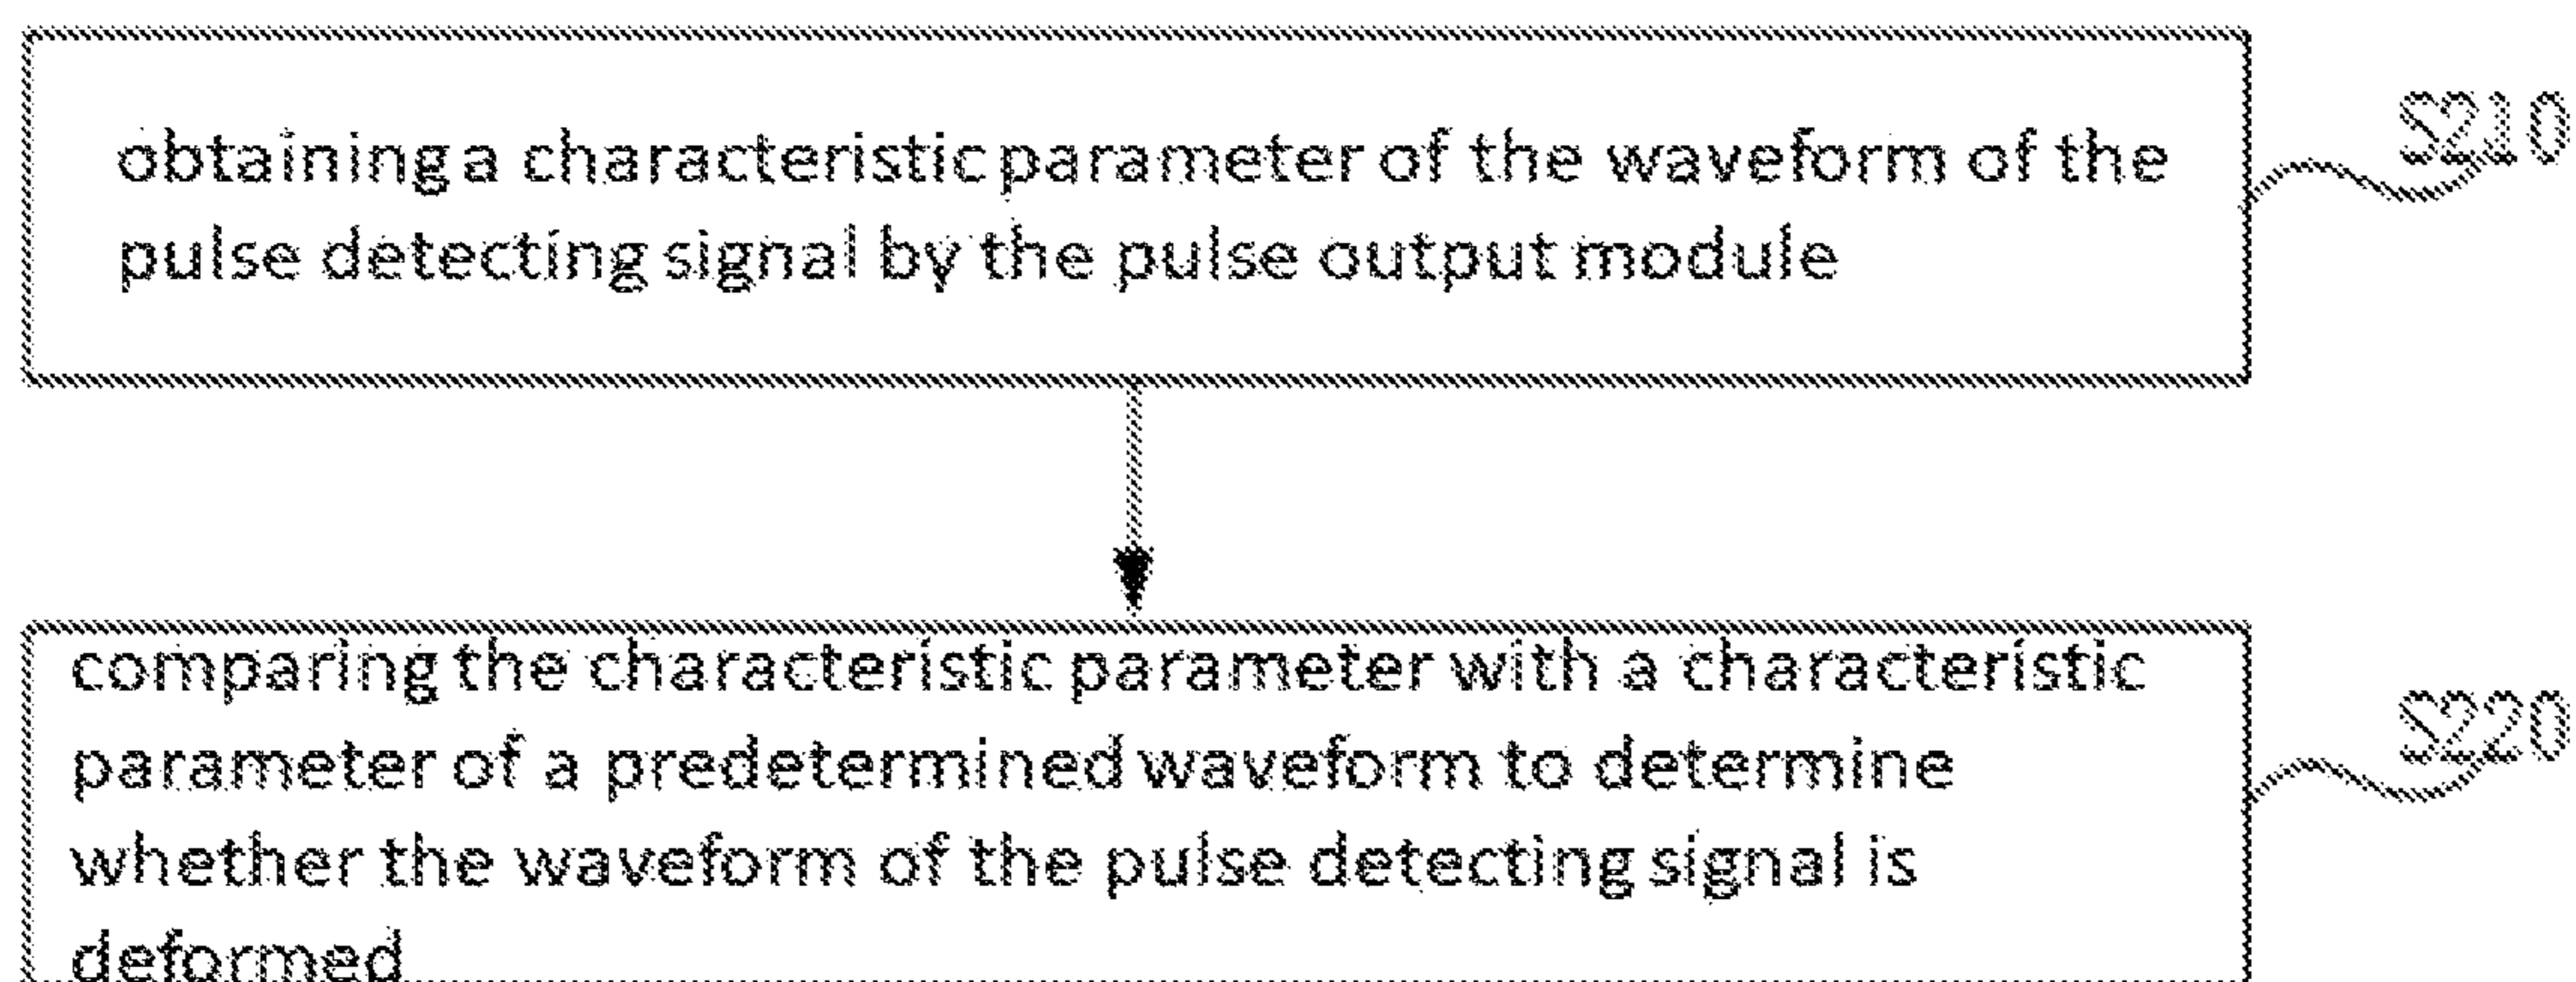 obtaining a characteristic parameter of the waveform of the
S210
pulse detecting signal by the pulse output module
comparing the characteristic parameter with a characteristic
S220
parameter of a predetermined waveform to determine
whether the waveform of the pulse detecting signal is
deformed